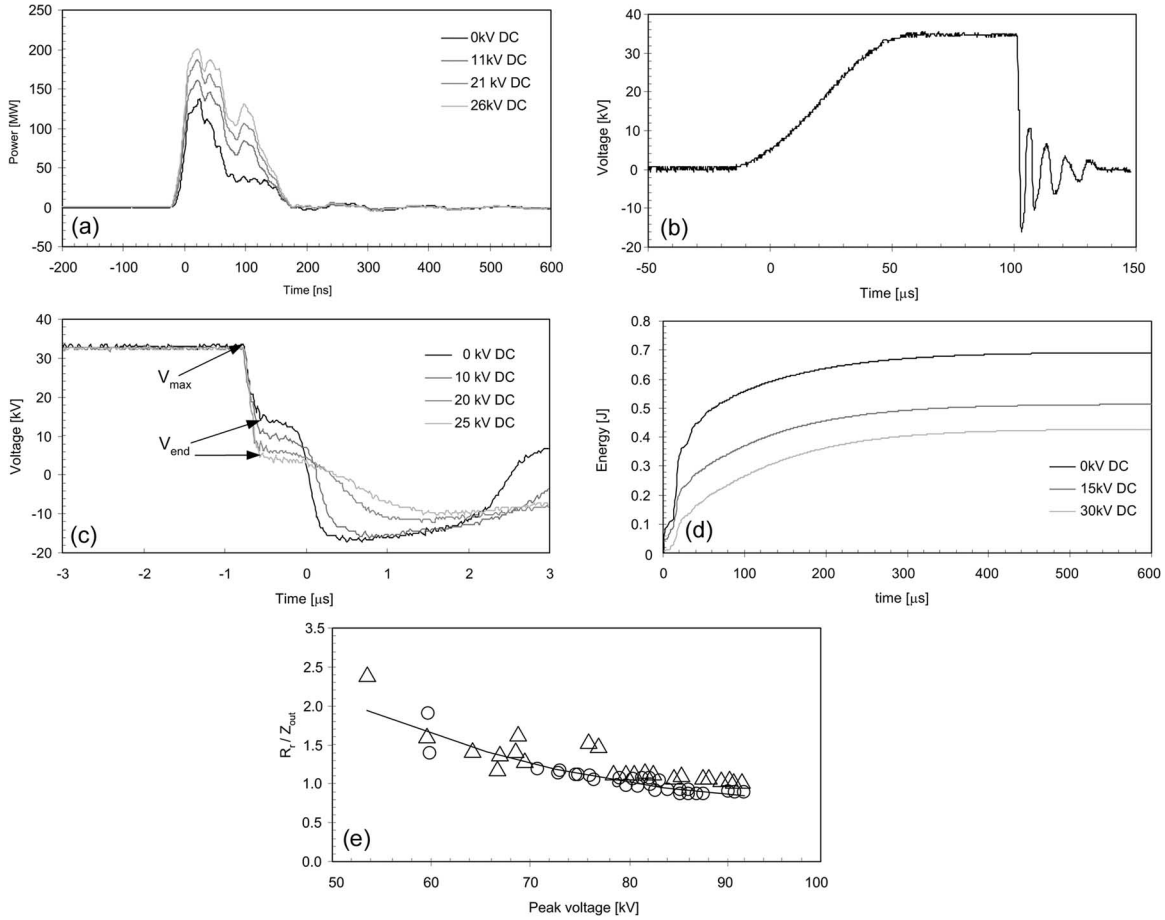 250
200
150
100
50
0
-50
Power [MW]
0kV DC
11kV DC
21 kV DC
26kV DC
(a)
-200 -100 0 100 200 300 400 500 600
Time [ns]
40
30
20
10
0
-10
-20
Voltage [kV]
(b)
-50 0 50 100 150
Time [μs]
40
30
20
10
0
-10
-20
Voltage [kV]
Vmax
Vend
0 kV DC
10 kV DC
20 kV DC
25 kV DC
(c)
-3 -2 -1 0 1 2 3
Time [μs]
0.8
0.7
0.6
0.5
0.4
0.3
0.2
0.1
0
Energy [J]
0kV DC
15kV DC
30kV DC
(d)
0 100 200 300 400 500 600
time [μs]
3.5
2.5
2.0
1.5
1.0
0.5
0.0
Rr / Zout
(e)
50 60 70 80 90 100
Peak voltage [kV]